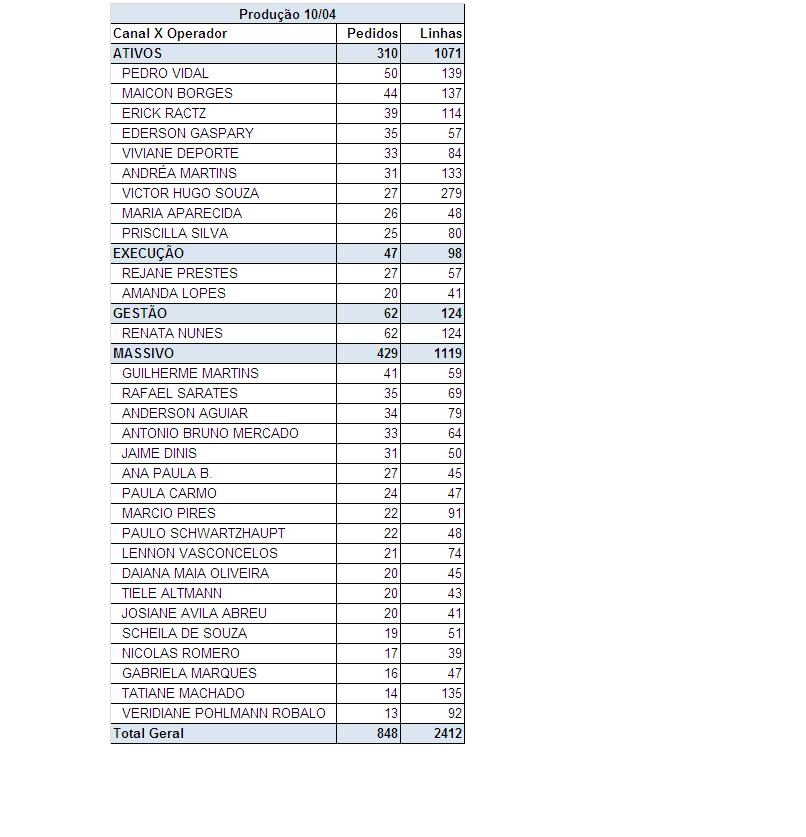 Produção 10/04
Canal X Operador Pedidos Linhas
ATIVOS 310 1071
PEDRO VIDAL 50 139
MAICON BORGES 44 137
ERICK RACTZ 39 114
EDERSON GASPARY 35 57
VIVIANE DEPORTE 33 84
ANDRÉA MARTINS 31 133
VICTOR HUGO SOUZA 27 279
MARIA APARECIDA 26 48
PRISCILLA SILVA 25 80
EXECUÇÃO 47 98
REJANE PRESTES 27 57
AMANDA LOPES 20 41
GESTÃO 62 124
RENATA NUNES 62 124
MASSIVO 429 1119
GUILHERME MARTINS 41 59
RAFAEL SARATES 35 69
ANDERSON AGUIAR 34 79
ANTONIO BRUNO MERCADO 33 64
JAIME DINIS 31 50
ANA PAULA B. 27 45
PAULA CARMO 24 47
MARCIO PIRES 22 91
PAULO SCHWARTZHAUPT 22 48
LENNON VASCONCELOS 21 74
DAIANA MAIA OLIVEIRA 20 45
TIELE ALTMANN 20 43
JOSIANE AVILA ABREU 20 41
SCHEILA DE SOUZA 19 51
NICOLAS ROMERO 17 39
GABRIELA MARQUES 16 47
TATIANE MACHADO 14 135
VERIDIANE POHLMANN ROBALO 13 92
Total Geral 848 2412